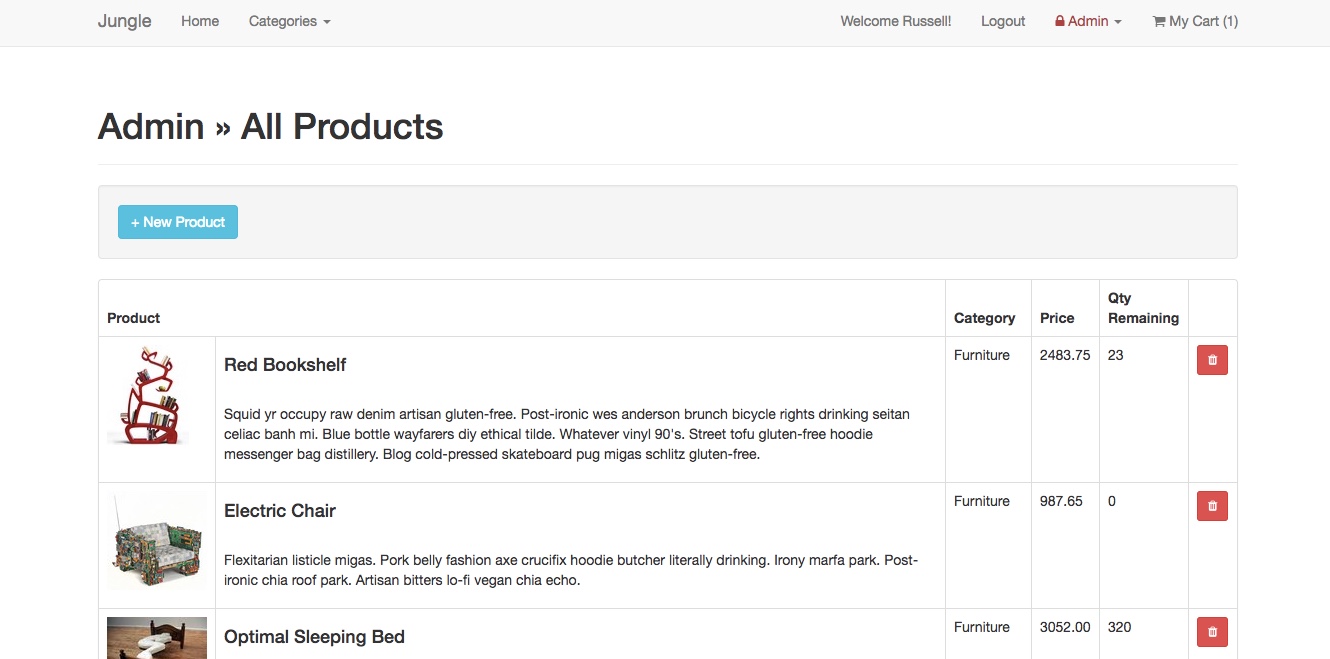 Jungle Home Categories Welcome Russell! Logout Admin My Cart (1)
Admin » All Products
+ New Product
Product Category Price Qty Remaining
Red Bookshelf Furniture 2483.75 23
Squid yr occupy raw denim artisan gluten-free. Post-ironic wes anderson brunch bicycle rights drinking seitan
celiac banh mi. Blue bottle wayfarers diy ethical tilde. Whatever vinyl 90's. Street tofu gluten-free hoodie
messenger bag distillery. Blog cold-pressed skateboard pug migas schlitz gluten-free.
Electric Chair Furniture 987.65 0
Flexitarian listicle migas. Pork belly fashion axe crucifix hoodie butcher literally drinking. Irony marfa park. Post-
ironic chia roof park. Artisan bitters lo-fi vegan chia echo.
Optimal Sleeping Bed Furniture 3052.00 320